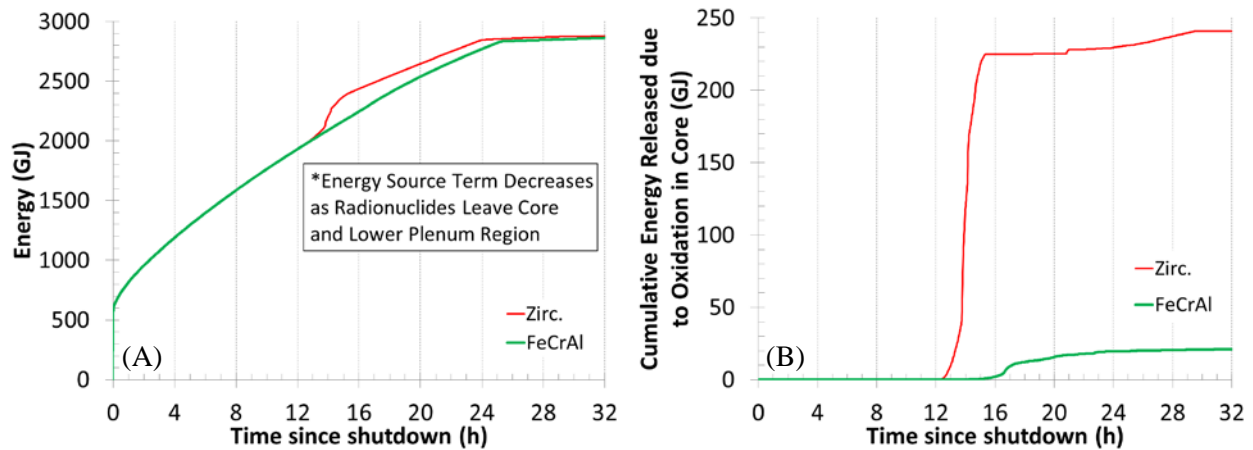 3000
2500
2000
1500
1000
500
0
Energy (GJ)
*Energy Source Term Decreases
as Radionuclides Leave Core
and Lower Plenum Region
Zirc.
FeCrAl
(A)
0 4 8 12 16 20 24 28 32
Time since shutdown (h)
250
200
150
100
50
0
Cumulative Energy Released due
to Oxidation in Core (GJ)
Zirc.
FeCrAl
(B)
0 4 8 12 16 20 24 28 32
Time since shutdown (h)